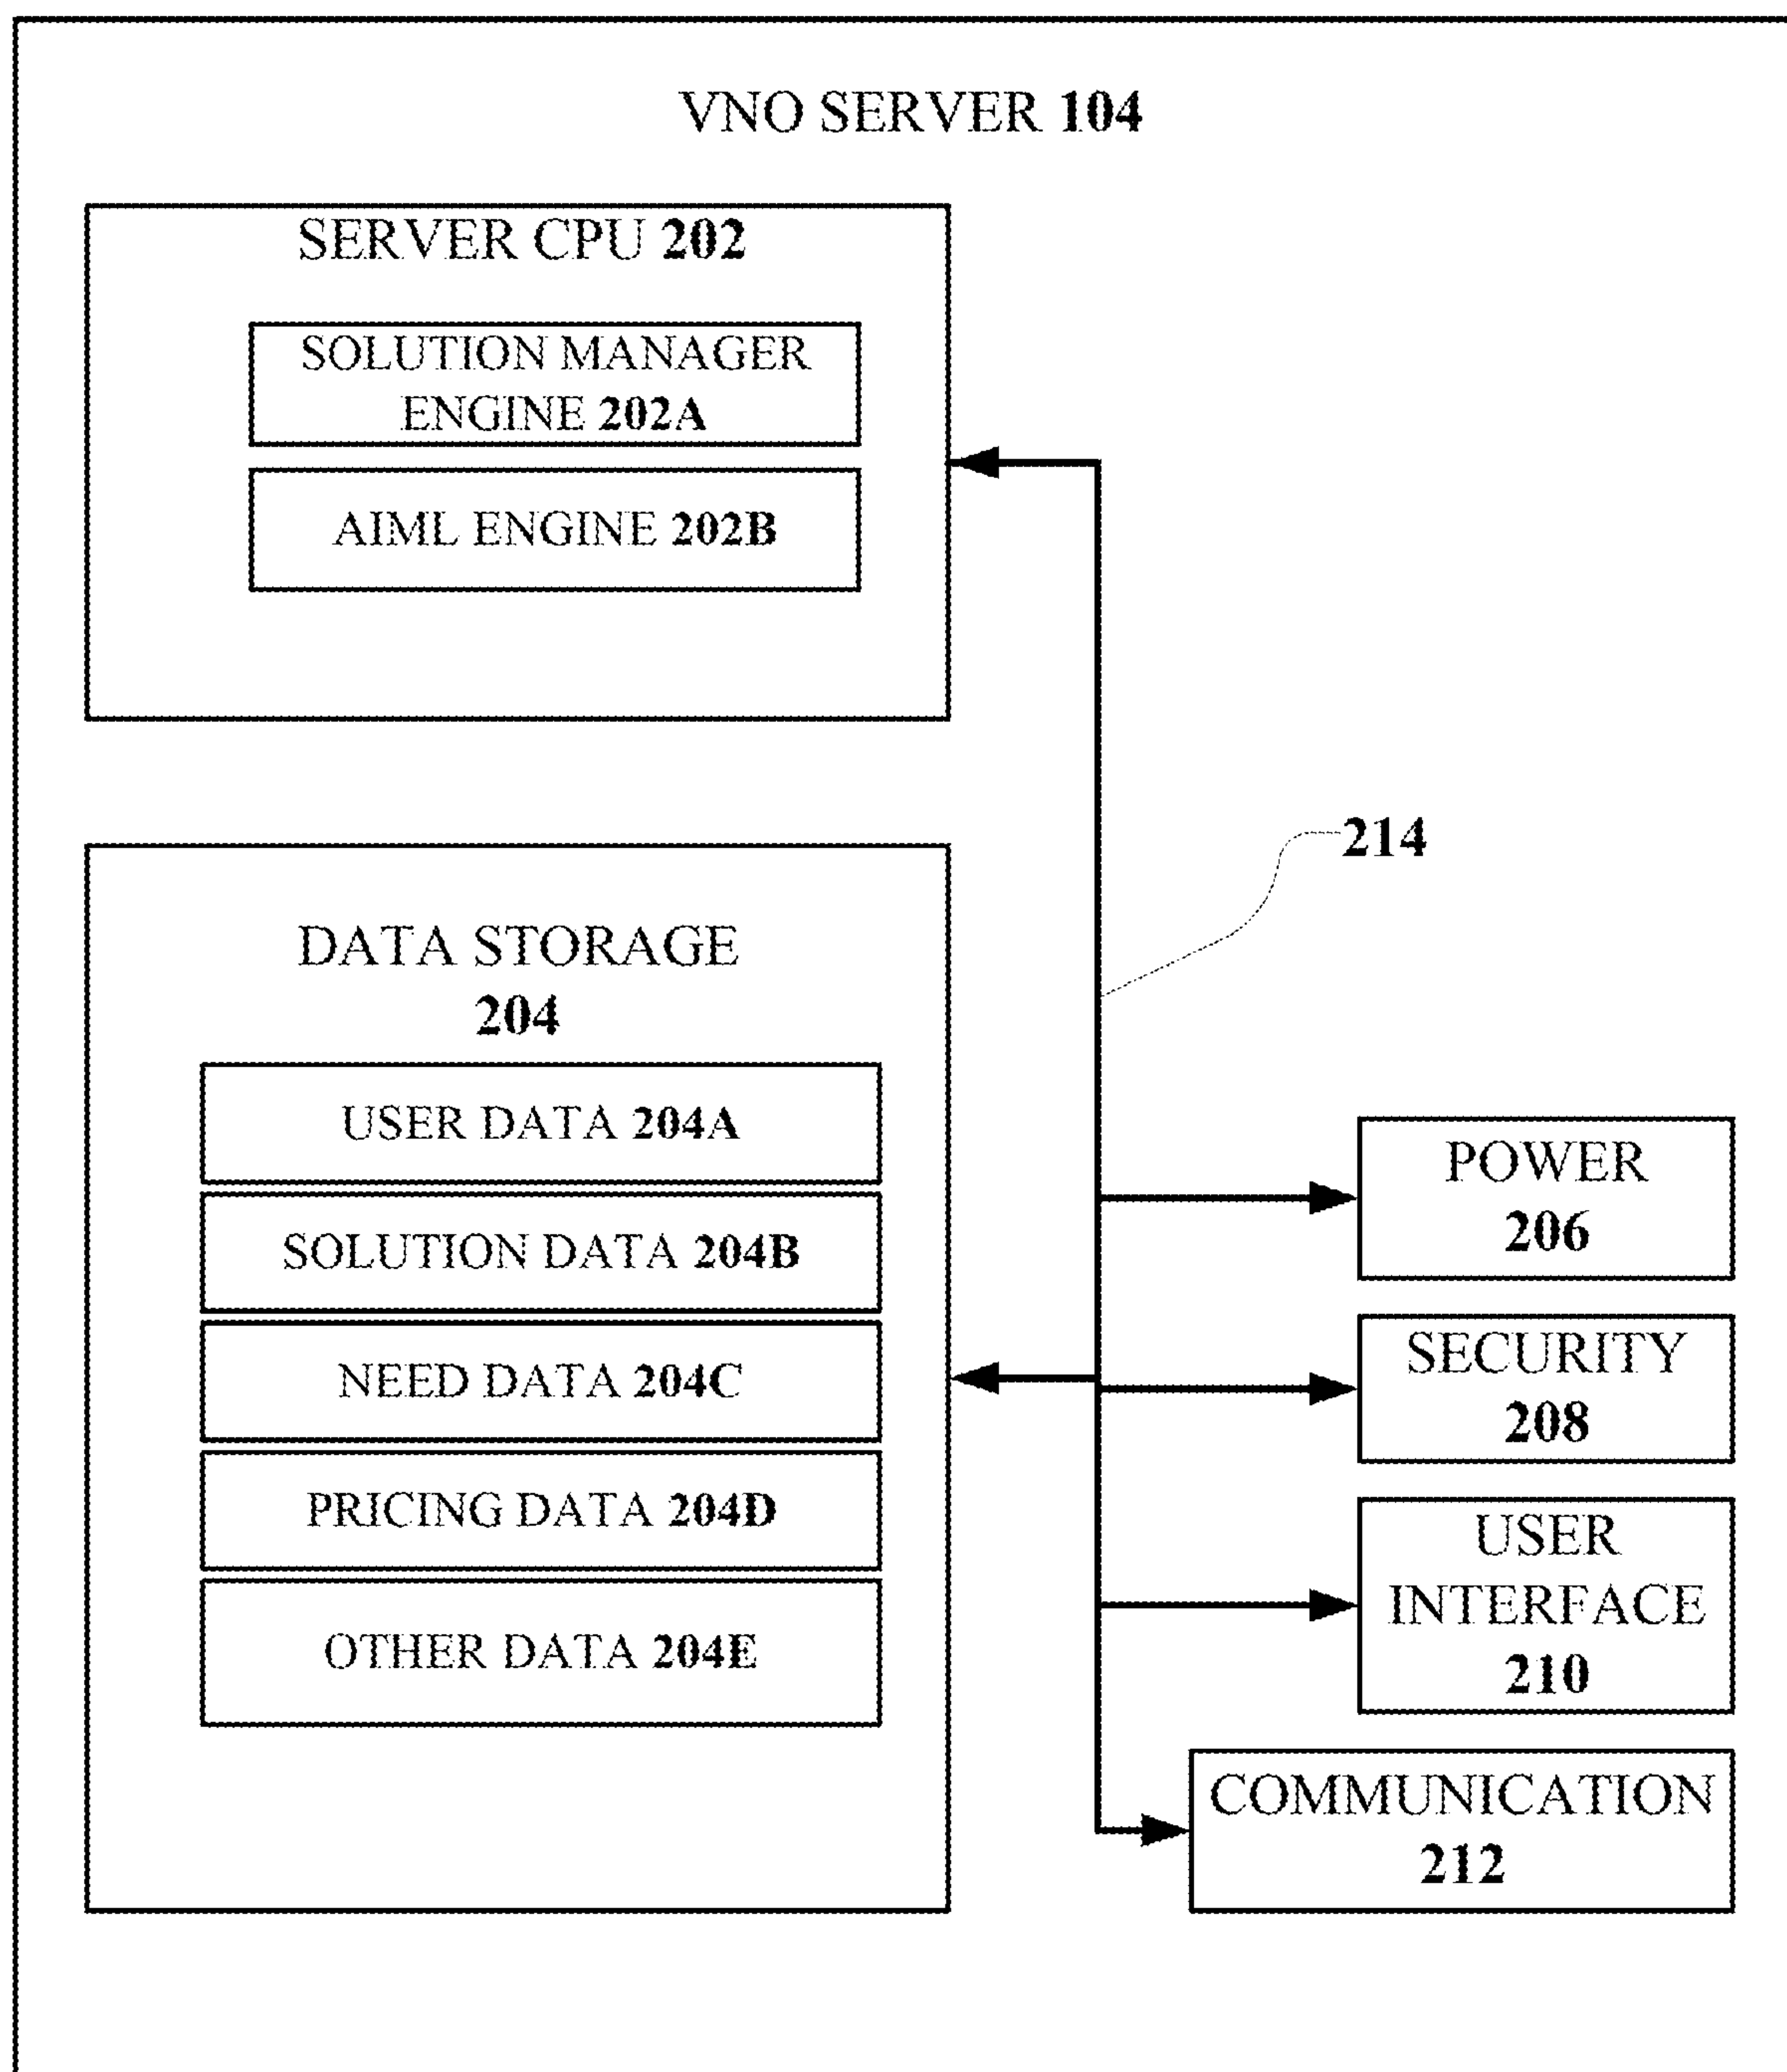 VNO SERVER 104
SERVER CPU 202
SOLUTION MANAGER
ENGINE 202A
AIML ENGINE 202B
214
DATA STORAGE
204
USER DATA 204A
SOLUTION DATA 204B
NEED DATA 204C
PRICING DATA 204D
OTHER DATA 204E
POWER
206
SECURITY
208
USER
INTERFACE
210
COMMUNICATION
212